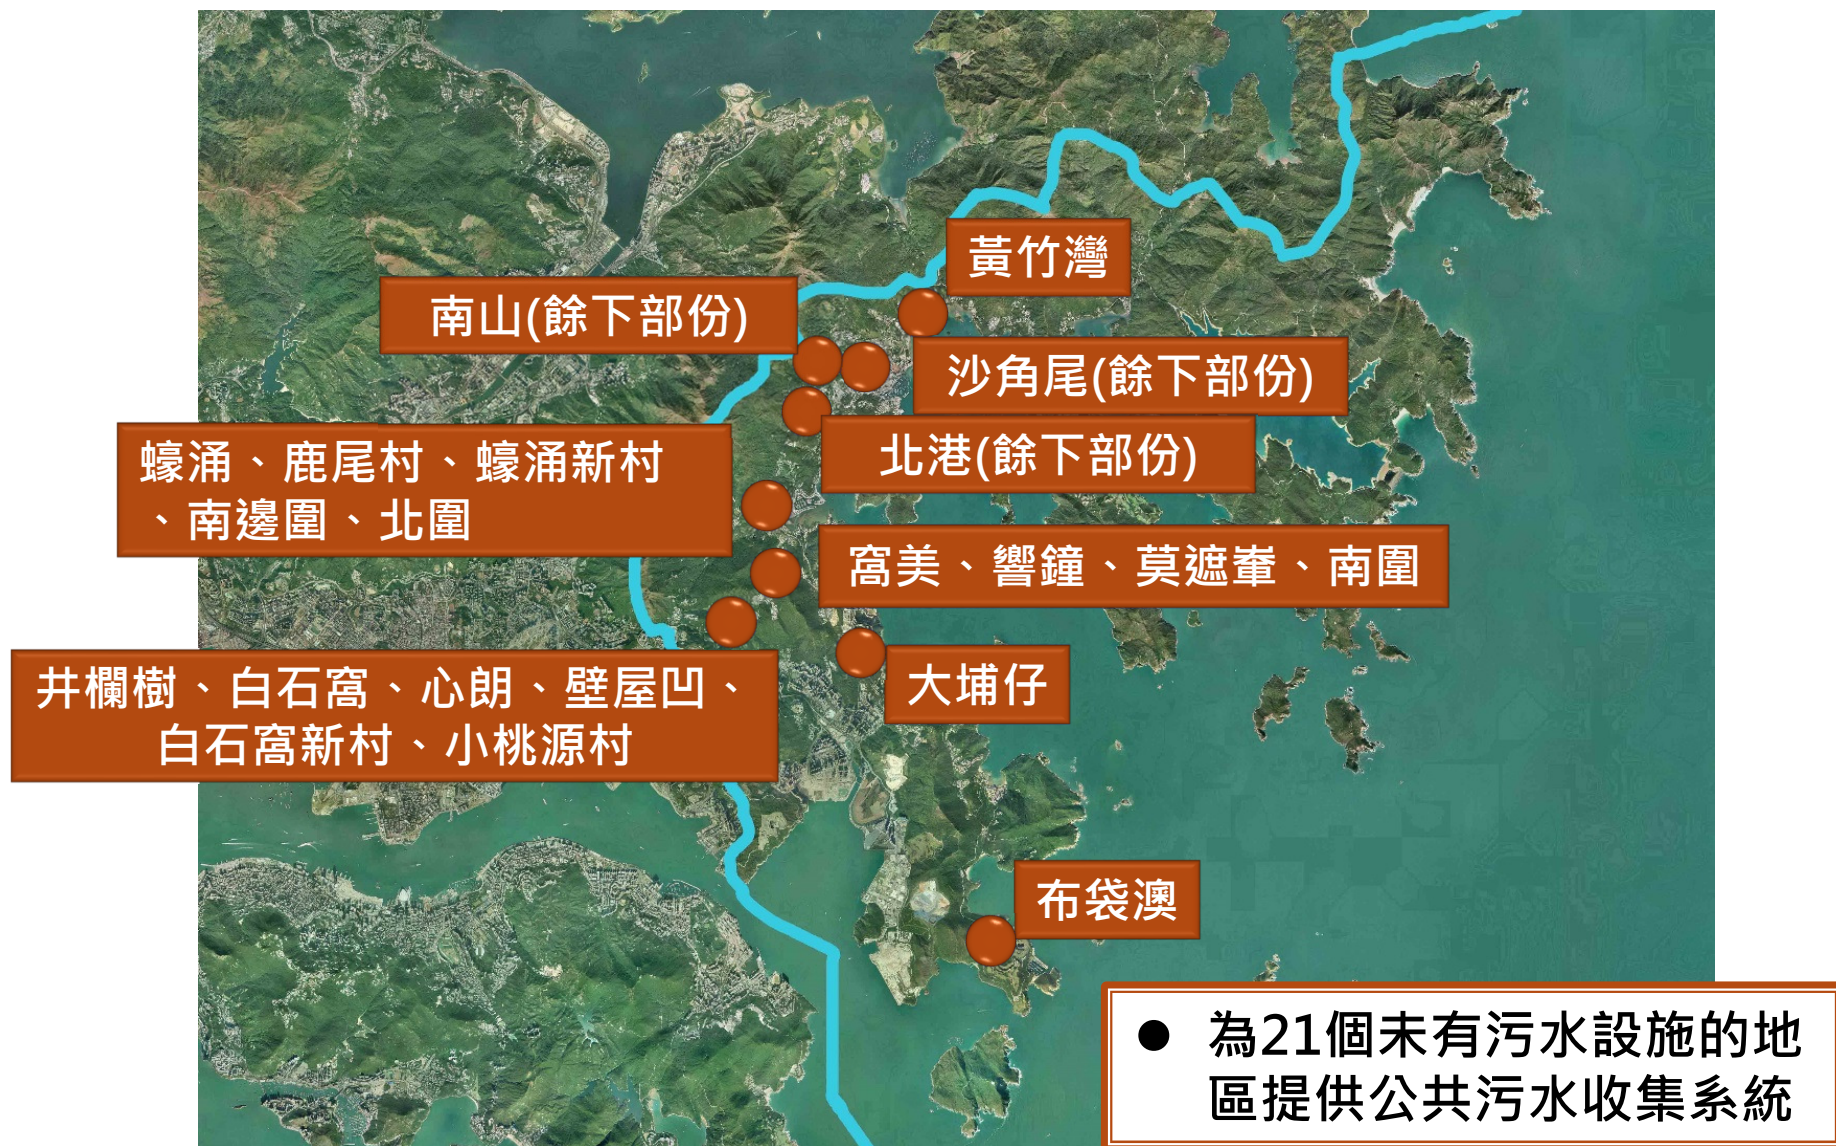 黃竹灣
南山(餘下部份)
沙角尾(餘下部份)
北港(餘下部份)
蠔涌、鹿尾村、蠔涌新村
、南邊圍、北圍
窩美、響鐘、莫遮輋、南圍
井欄樹、白石窩、心朗、壁屋凹、
白石窩新村、小桃源村
大埔仔
布袋澳
● 為21個未有污水設施的地
區提供公共污水收集系統